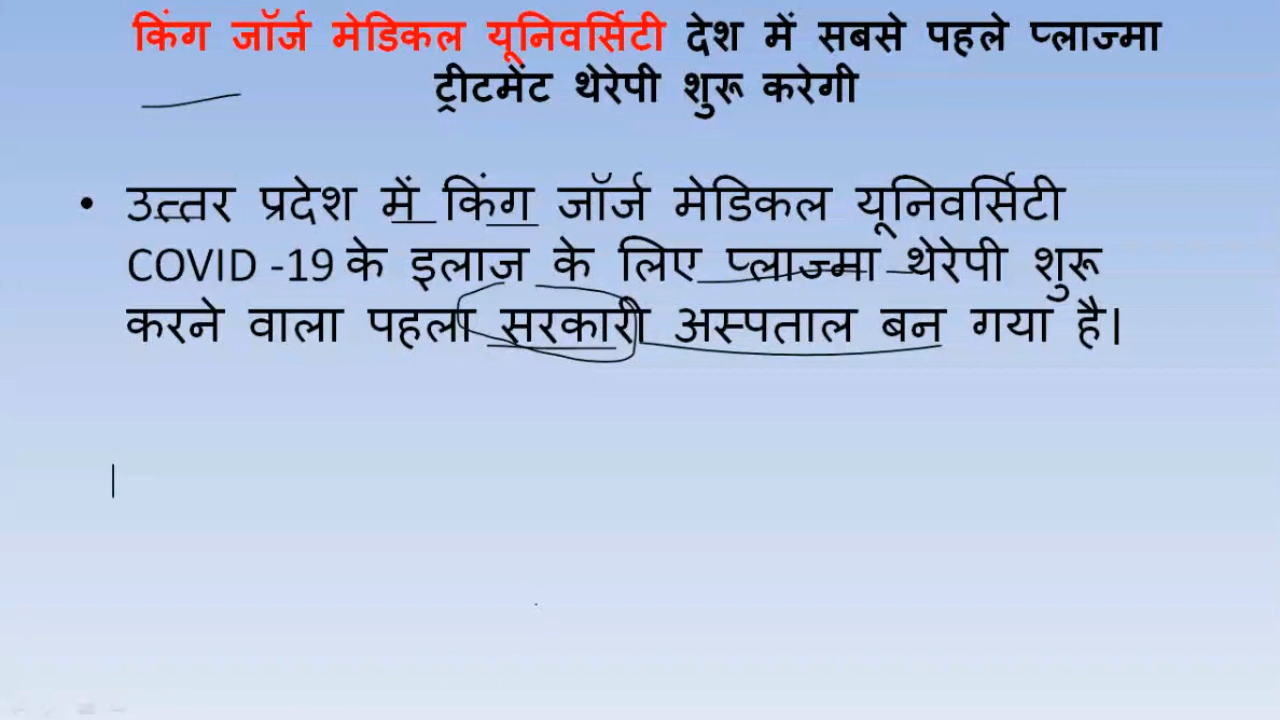 किंग जॉर्ज मेडिकल यूनिवर्सिटी देश में सबसे पहले प्लाज्मा
ट्रीटमेंट थेरेपी शुरू करेगी
• उत्तर प्रदेश में किंग जॉर्ज मेडिकल यूनिवर्सिटी
COVID -19 के इलाज के लिए प्लाज्मा थेरेपी शुरू
करने वाला पहला सरकारी अस्पताल बन गया है।